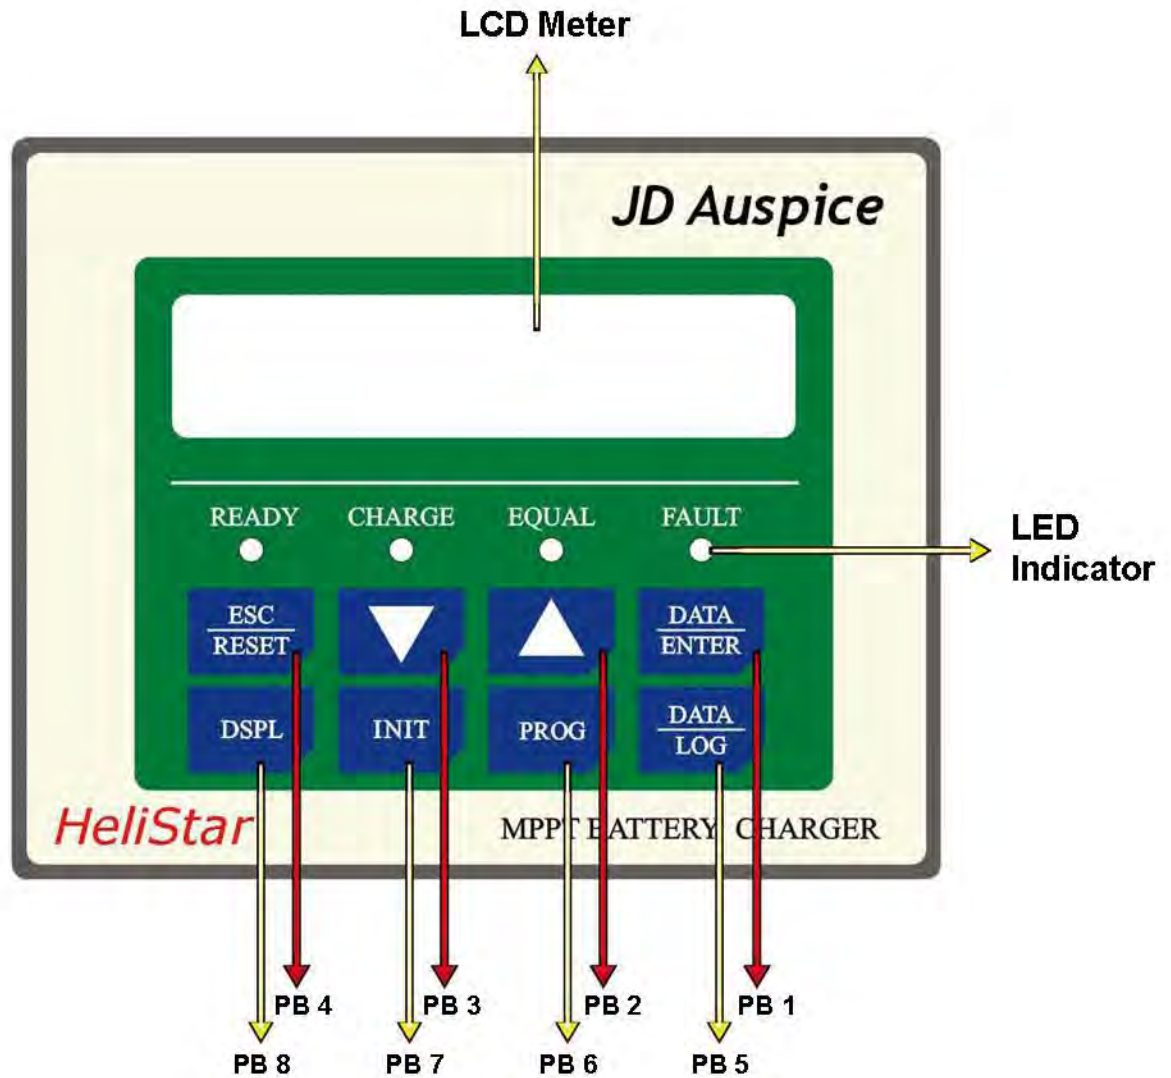 LCD Meter
JD Auspice
READY CHARGE EQUAL FAULT
LED
Indicator
ESC
RESET
DATA
ENTER
DSPL INIT PROG
DATA
LOG
HeliStar
MPPT BATTERY CHARGER
PB 4 PB 3 PB 2 PB 1
PB 8 PB 7 PB 6 PB 5